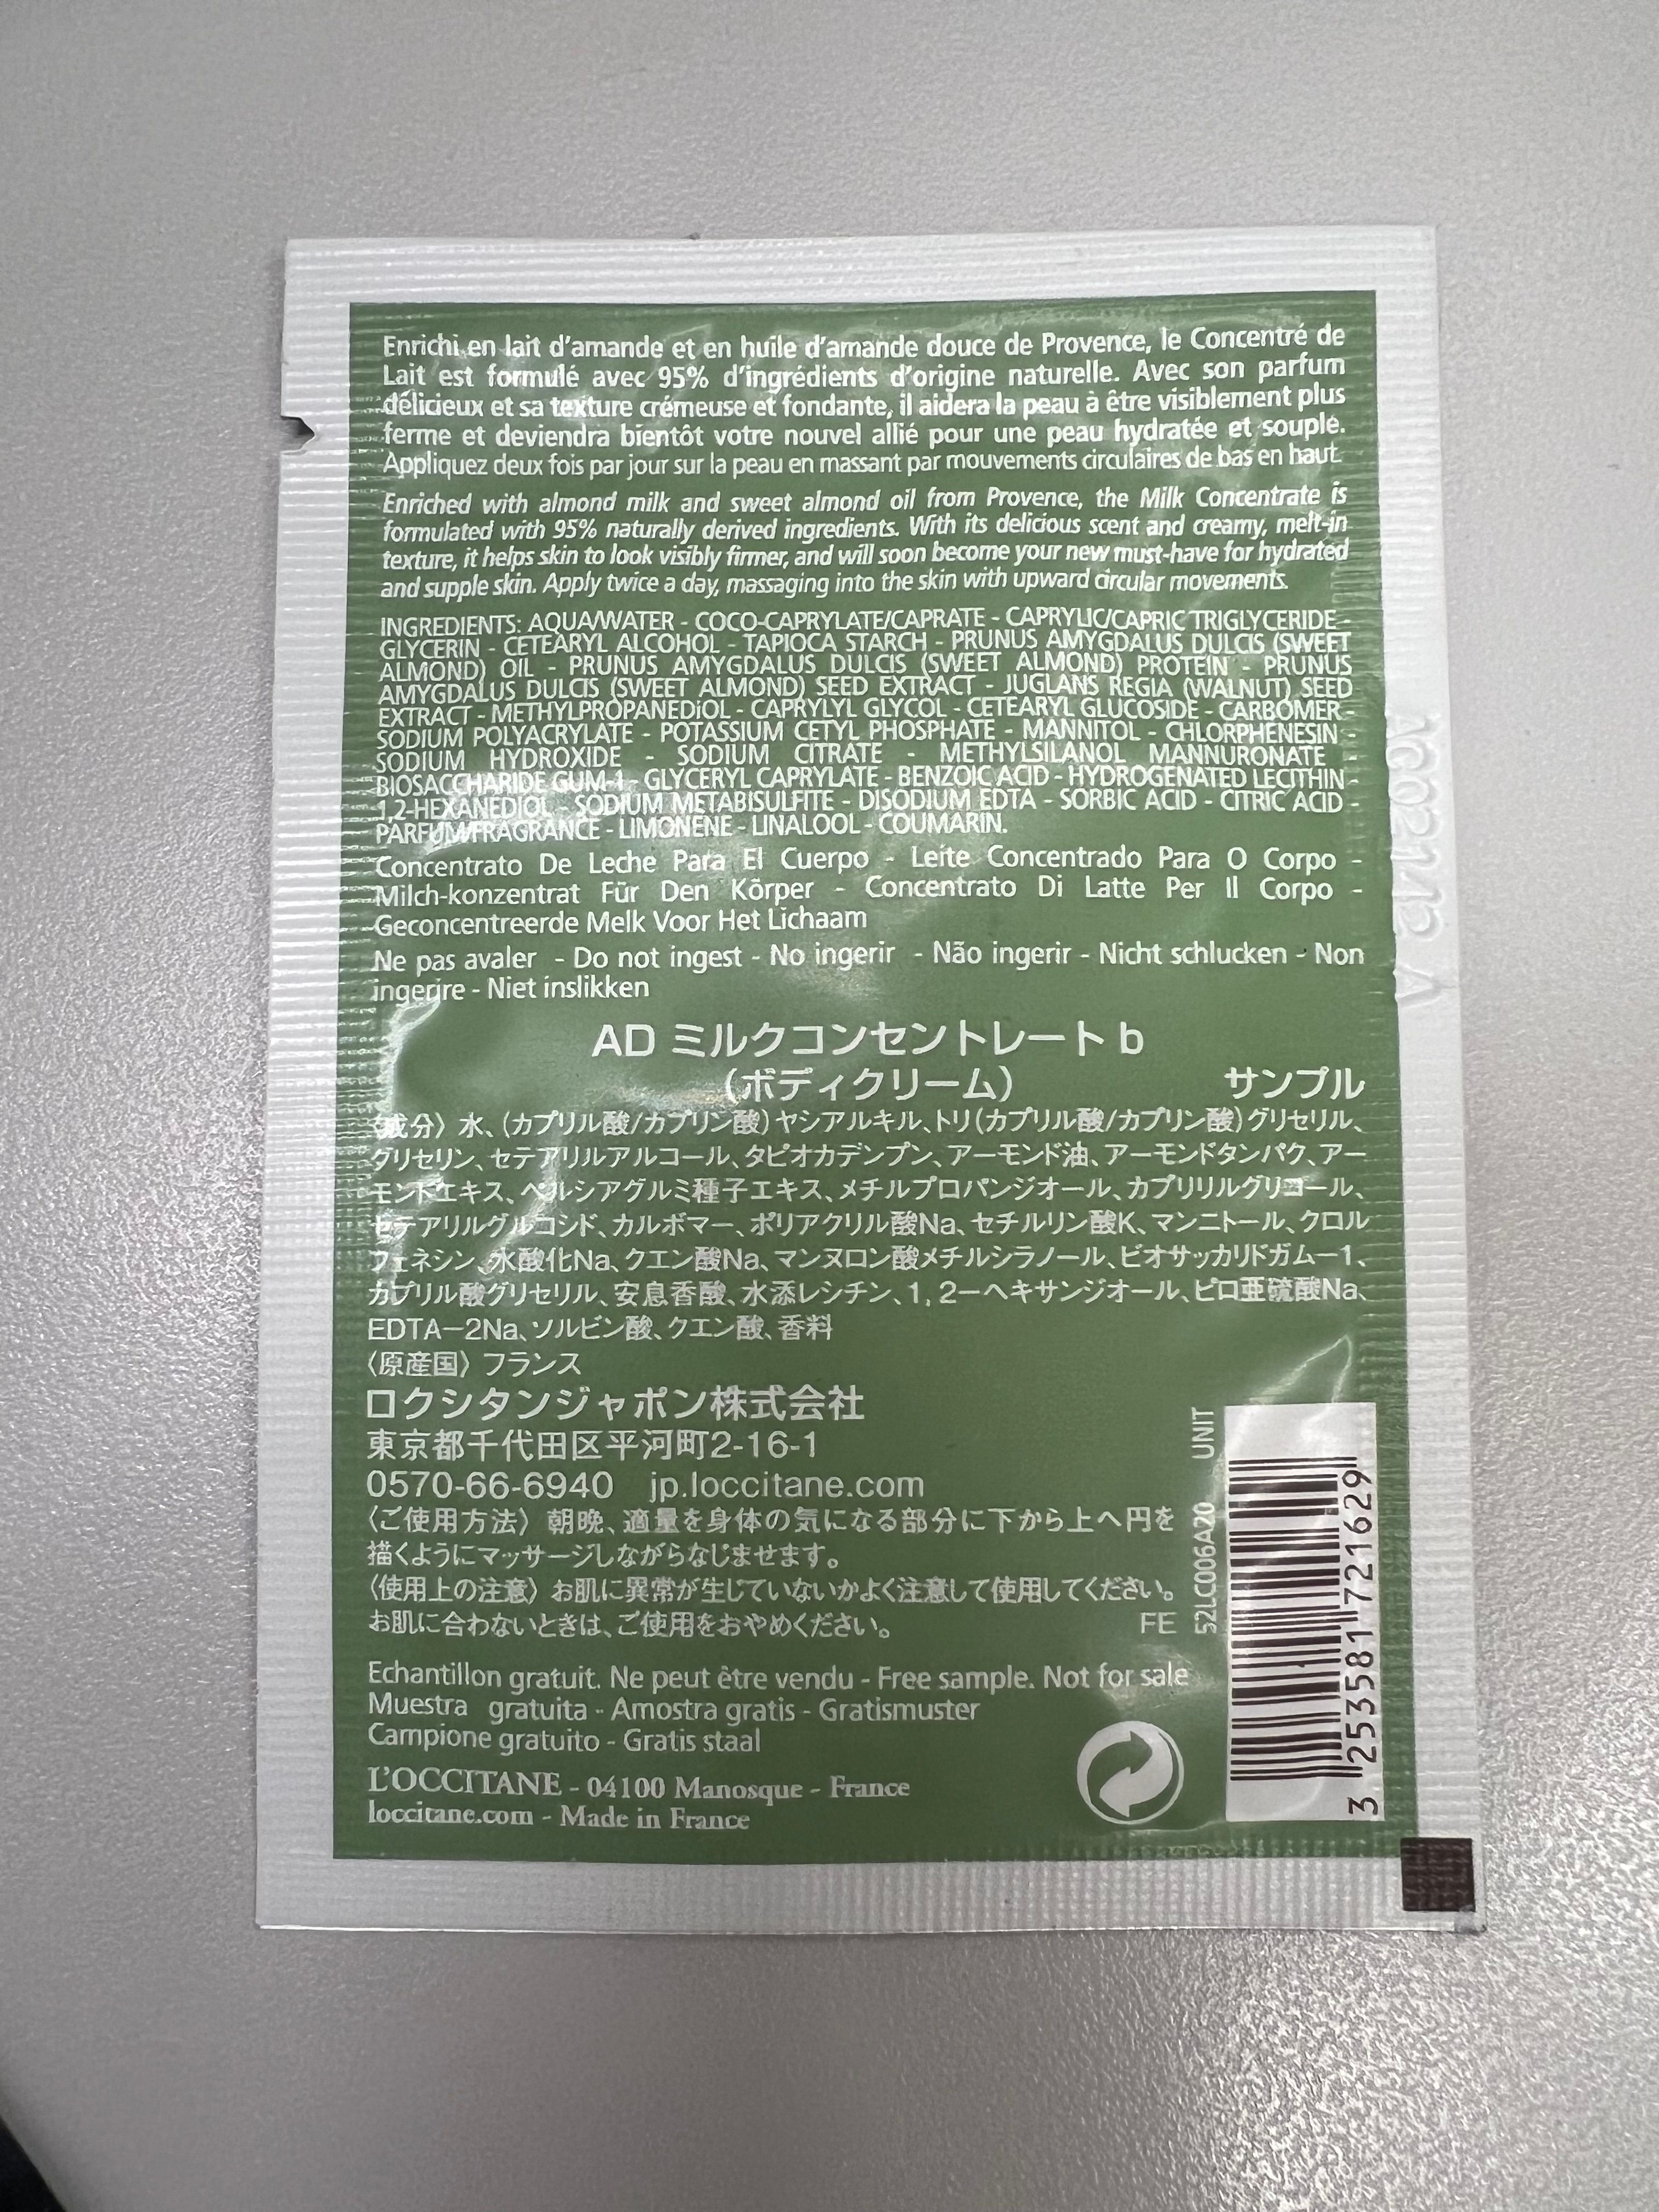 Enrichi en lait d'amande et en huile d'amande douce de Provence, le Concentré de
Lait est formulé avec 95% d'ingrédients d'origine naturelle. Avec son parfum
délicieux et sa texture crémeuse et fondante, il aidera la peau à être visiblement plus
ferme et deviendra bientôt votre nouvel allié pour une peau hydratée et souple.
Appliquez deux fois par jour sur la peau en massant par mouvements circulaires de bas en haut.
Enriched with almond milk and sweet almond oil from Provence, the Milk Concentrate is
formulated with 95% naturally derived ingredients. With its delicious scent and creamy, melt-in
texture, it helps skin to look visibly firmer, and will soon become your new must-have for hydrated
and supple skin. Apply twice a day, massaging into the skin with upward circular movements.
INGREDIENTS: AQUA/WATER - COCO-CAPRYLATE/CAPRATE - CAPRYLIC/CAPRIC TRIGLYCERIDE -
GLYCERIN - CETEARYL ALCOHOL - TAPIOCA STARCH - PRUNUS AMYGDALUS DULCIS (SWEET
ALMOND) OIL - PRUNUS AMYGDALUS DULCIS (SWEET ALMOND) PROTEIN - PRUNUS
AMYGDALUS DULCIS (SWEET ALMOND) SEED EXTRACT - JUGLANS REGIA (WALNUT) SEED
EXTRACT - METHYLPROPANEDiOL - CAPRYLYL GLYCOL - CETEARYL GLUCOSIDE - CARBOMER -
SODIUM POLYACRYLATE - POTASSIUM CETYL PHOSPHATE - MANNITOL - CHLORPHENESIN -
SODIUM HYDROXIDE - SODIUM CITRATE - METHYLSILANOL MANNURONATE -
BIOSACCHARIDE GUM-1 - GLYCERYL CAPRYLATE - BENZOIC ACID - HYDROGENATED LECITHIN -
1,2-HEXANEDIOL - SODIUM METABISULFITE - DISODIUM EDTA - SORBIC ACID - CITRIC ACID -
PARFUM/FRAGRANCE - LIMONENE - LINALOOL - COUMARIN.
Concentrato De Leche Para El Cuerpo - Leite Concentrado Para O Corpo -
Milch-konzentrat Für Den Körper - Concentrato Di Latte Per Il Corpo -
Geconcentreerde Melk Voor Het Lichaam
Ne pas avaler - Do not ingest - No ingerir - Não ingerir - Nicht schlucken - Non
ingerire - Niet inslikken
AD ミルクコンセントレート b
(ボディクリーム) サンプル
〈成分〉水、(カプリル酸/カプリン酸)ヤシアルキル、トリ(カプリル酸/カプリン酸)グリセリル、
グリセリン、セテアリルアルコール、タピオカデンプン、アーモンド油、アーモンドタンパク、アー
モンドエキス、ペルシアグルミ種子エキス、メチルプロパンジオール、カプリリルグリコール、
セテアリルグルコシド、カルボマー、ポリアクリル酸Na、セチルリン酸K、マンニトール、クロル
フェネシン、水酸化Na、クエン酸Na、マンヌロン酸メチルシラノール、ビオサッカリドガムー1、
カプリル酸グリセリル、安息香酸、水添レシチン、1, 2ーヘキサンジオール、ピロ亜硫酸Na、
EDTAー2Na、ソルビン酸、クエン酸、香料
〈原産国〉フランス
ロクシタンジャポン株式会社
東京都千代田区平河町2-16-1
0570-66-6940 jp.loccitane.com
〈ご使用方法〉朝晩、適量を身体の気になる部分に下から上へ円を
描くようにマッサージしながらなじませます。
〈使用上の注意〉お肌に異常が生じていないかよく注意して使用してください。
お肌に合わないときは、ご使用をおやめください。 FE
52LC006A20 UNIT
3 253581 721629
Echantillon gratuit. Ne peut être vendu - Free sample. Not for sale
Muestra gratuita - Amostra gratis - Gratismuster
Campione gratuito - Gratis staal
L'OCCITANE - 04100 Manosque - France
loccitane.com - Made in France